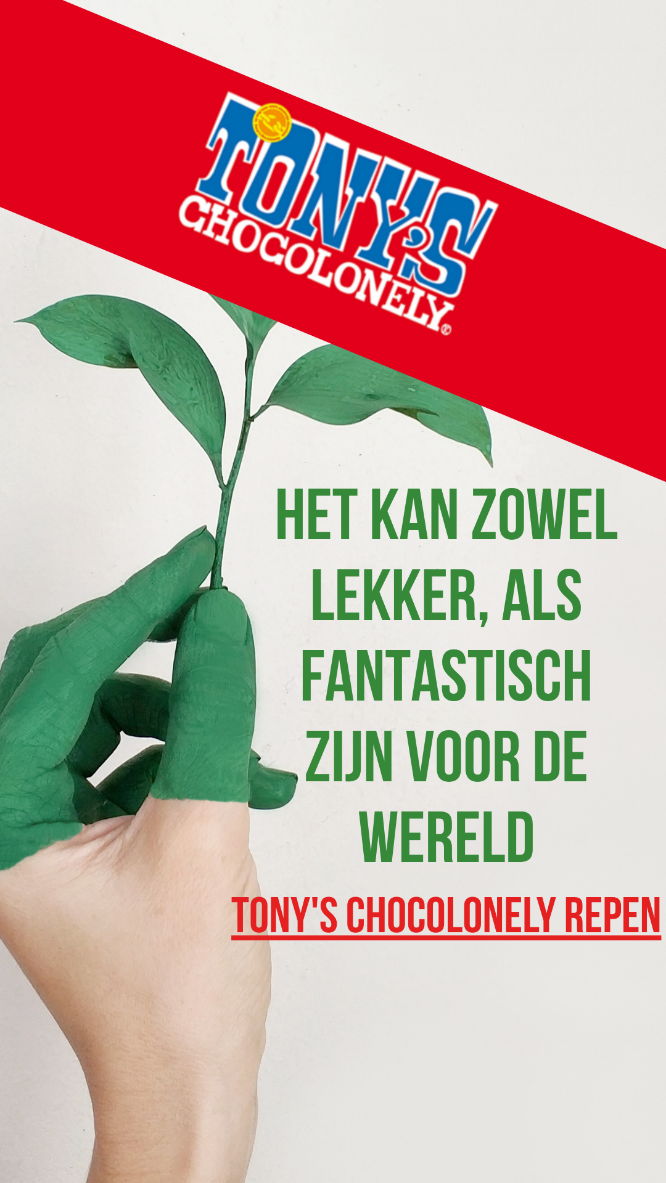 TONY'S
CHOCOLONELY
HET KAN ZOWEL
LEKKER, ALS
FANTASTISCH
ZIJN VOOR DE
WERELD
TONY'S CHOCOLONELY REPEN